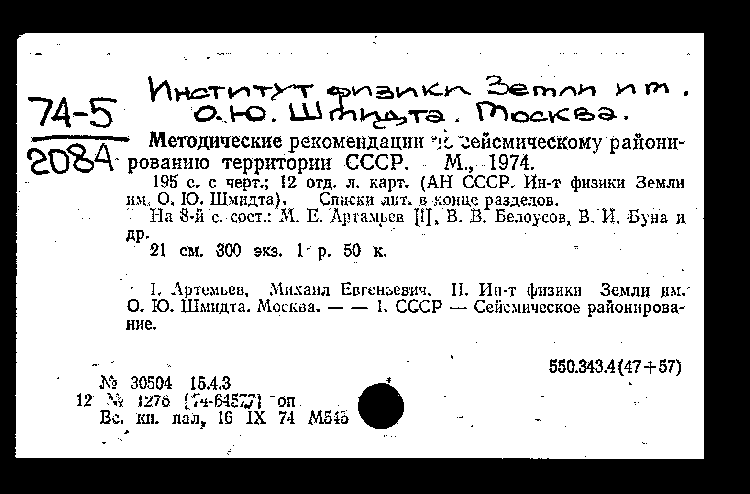 Институт физики Земли им.
О.Ю. Шмидта. Москва.
74-5
208А
Методические рекомендации по сейсмическому райони-
рованию территории СССР. М., 1974.
195 с. с черт.; 12 отд. л. карт. (АН СССР. Ин-т физики Земли
им. О. Ю. Шмидта). Списки лит. в конце разделов.
На 8-й с. сост.: М. Е. Артамьев [!], В. В. Белоусов, В. И. Буна и
др.
21 см. 300 экз. 1 р. 50 к.
I. Артемьев, Михаил Евгеньевич. II. Ин-т физики Земли им.
О. Ю. Шмидта. Москва. — — 1. СССР — Сейсмическое районирова-
ние.
550.343.4(47+57)
№ 30504 15.4.3
12 № 1276 [74-64577] оп
Вс. кн. пал, 16 IX 74 М545